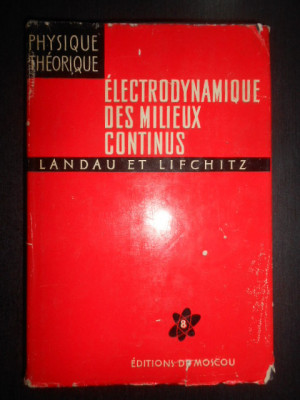 PHYSIQUE
THÉORIQUE
ÉLECTRODYNAMIQUE
DES MILIEUX
CONTINUS
LANDAU ET LIFCHITZ
8
ÉDITIONS DE MOSCOU